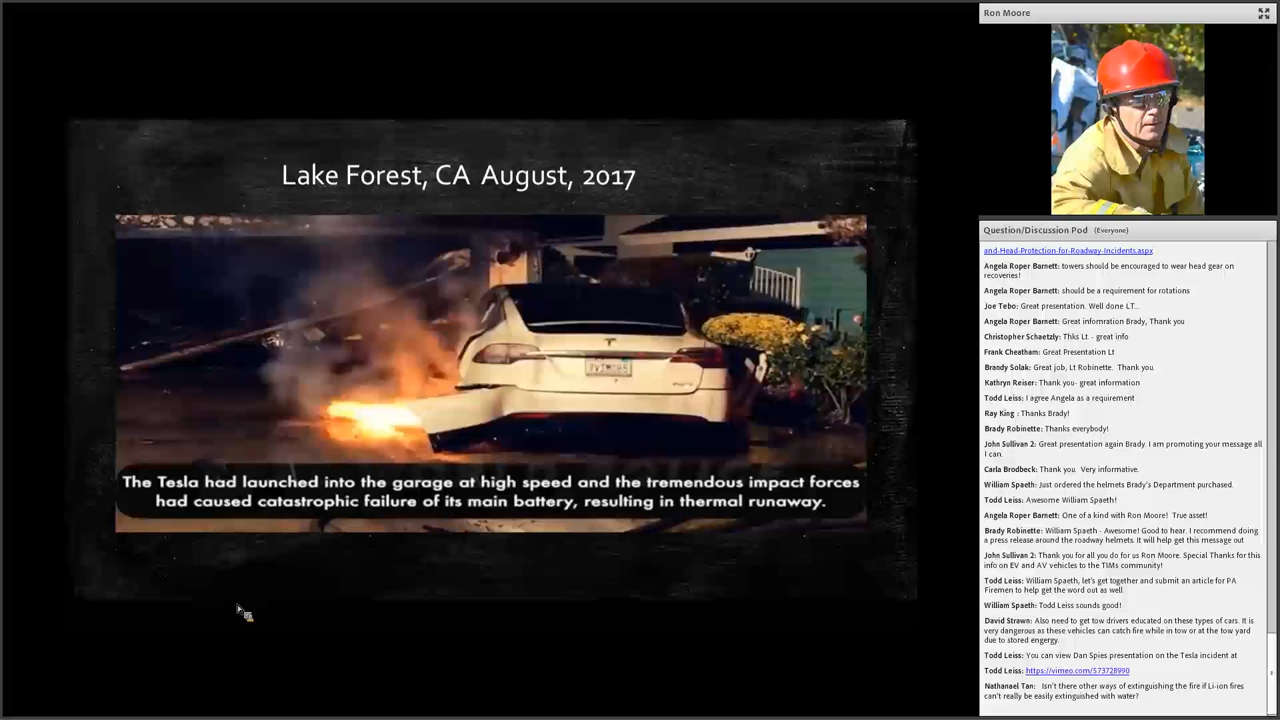 Ron Moore
Lake Forest, CA August, 2017
The Tesla had launched into the garage at high speed and the tremendous impact forces
had caused catastrophic failure of its main battery, resulting in thermal runaway.
Question/Discussion Pod (Everyone)
and-Head-Protection-for-Roadway-Incidents.aspx
Angela Roper Barnett: towers should be encouraged to wear head gear on
recoveries!
Angela Roper Barnett: should be a requirement for rotations
Joe Tebo: Great presentation. Well done LT...
Angela Roper Barnett: Great infomration Brady, Thank you
Christopher Schaetzly: Thks Lt. - great info
Frank Cheatham: Great Presentation Lt
Brandy Solak: Great job, Lt Robinette. Thank you.
Kathryn Reiser: Thank you- great information
Todd Leiss: I agree Angela as a requirement
Ray King : Thanks Brady!
Brady Robinette: Thanks everybody!
John Sullivan 2: Great presentation again Brady. I am promoting your message all
I can.
Carla Brodbeck: Thank you. Very informative.
William Spaeth: Just ordered the helmets Brady's Department purchased.
Todd Leiss: Awesome William Spaeth!
Angela Roper Barnett: One of a kind with Ron Moore! True asset!
Brady Robinette: William Spaeth - Awesome! Good to hear. I recommend doing
a press release around the roadway helmets. It will help get this message out
John Sullivan 2: Thank you for all you do for us Ron Moore. Special Thanks for this
info on EV and AV vehicles to the TIMs community!
Todd Leiss: William Spaeth, let's get together and submit an article for PA
Firemen to help get the word out as well
William Spaeth: Todd Leiss sounds good!
David Strawn: Also need to get tow drivers educated on these types of cars. It is
very dangerous as these vehicles can catch fire while in tow or at the tow yard
due to stored engergy.
Todd Leiss: You can view Dan Spies presentation on the Tesla incident at
Todd Leiss: https://vimeo.com/573728990
Nathanael Tan: Isn't there other ways of extinguishing the fire if Li-ion fires
can't really be easily extinguished with water?